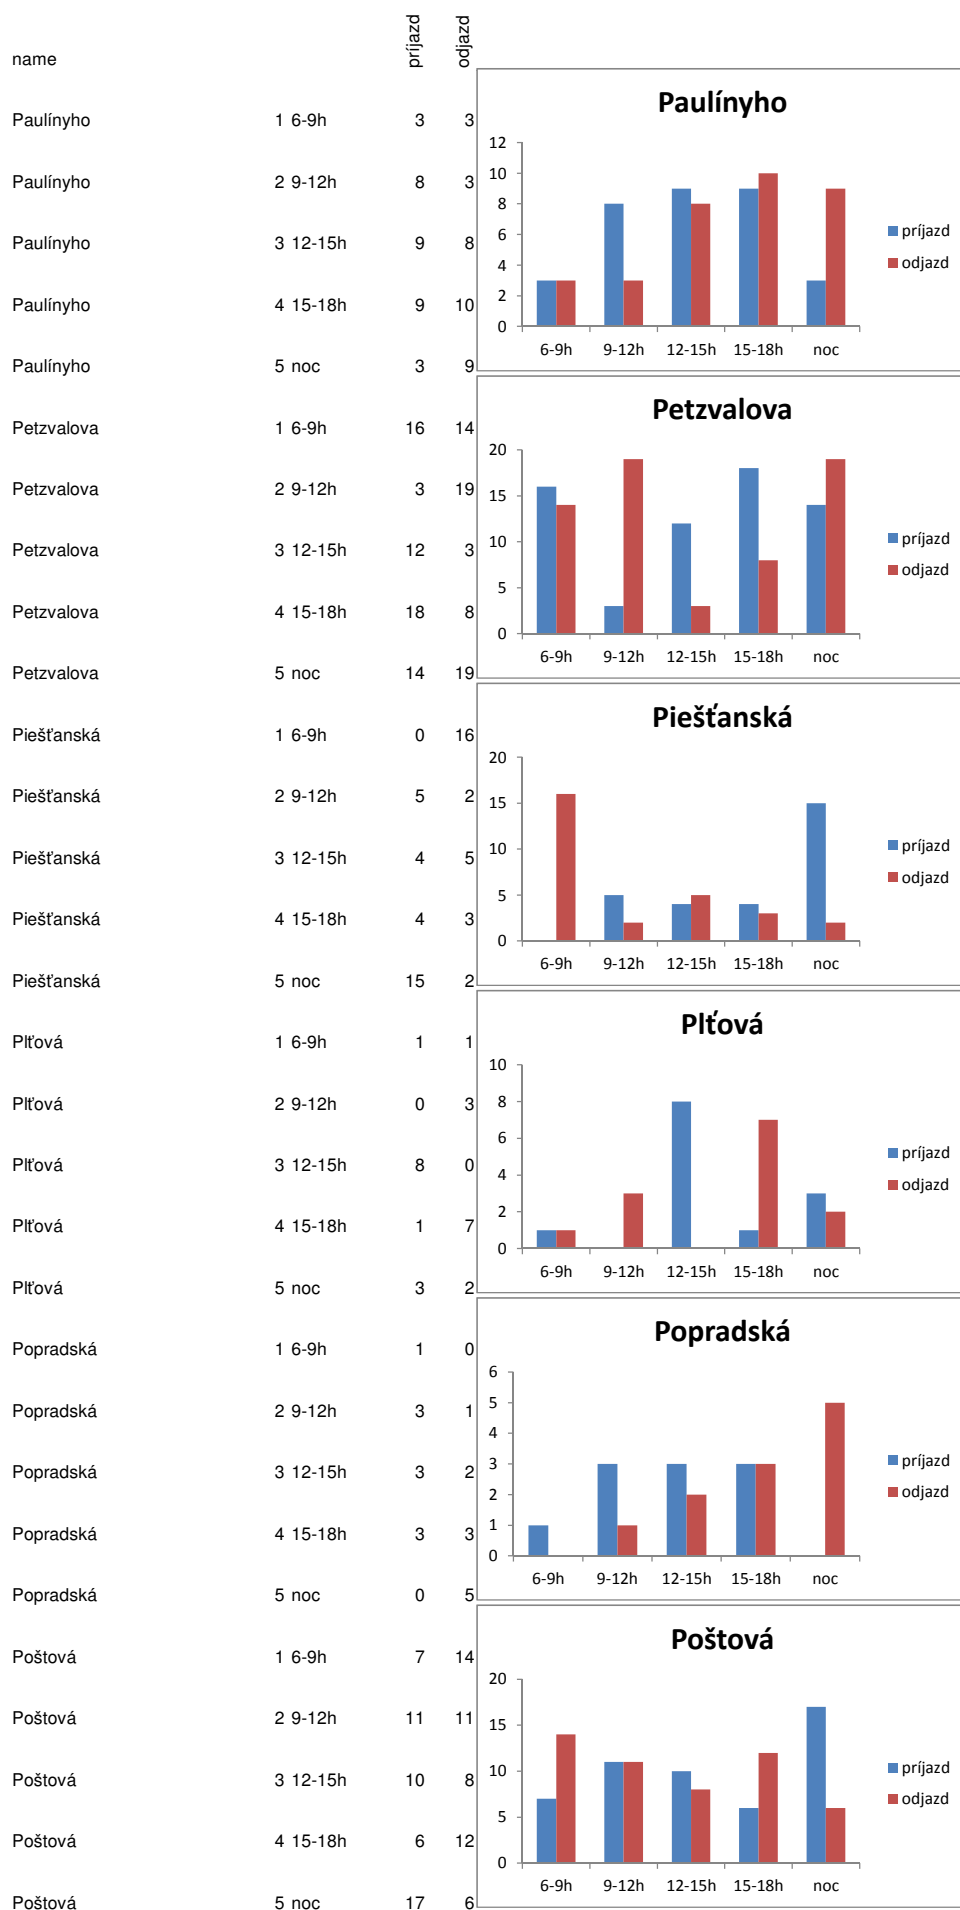 name príjazd odjazd
Paulínyho 1 6-9h 3 3
Paulínyho 2 9-12h 8 3
Paulínyho 3 12-15h 9 8
Paulínyho 4 15-18h 9 10
Paulínyho 5 noc 3 9
Petzvalova 1 6-9h 16 14
Petzvalova 2 9-12h 3 19
Petzvalova 3 12-15h 12 3
Petzvalova 4 15-18h 18 8
Petzvalova 5 noc 14 19
Piešťanská 1 6-9h 0 16
Piešťanská 2 9-12h 5 2
Piešťanská 3 12-15h 4 5
Piešťanská 4 15-18h 4 3
Piešťanská 5 noc 15 2
Plťová 1 6-9h 1 1
Plťová 2 9-12h 0 3
Plťová 3 12-15h 8 0
Plťová 4 15-18h 1 7
Plťová 5 noc 3 2
Popradská 1 6-9h 1 0
Popradská 2 9-12h 3 1
Popradská 3 12-15h 3 2
Popradská 4 15-18h 3 3
Popradská 5 noc 0 5
Poštová 1 6-9h 7 14
Poštová 2 9-12h 11 11
Poštová 3 12-15h 10 8
Poštová 4 15-18h 6 12
Poštová 5 noc 17 6
Paulínyho
12
10
8
6
4
2
0
6-9h 9-12h 12-15h 15-18h noc
príjazd
odjazd
Petzvalova
20
15
10
5
0
6-9h 9-12h 12-15h 15-18h noc
príjazd
odjazd
Piešťanská
20
15
10
5
0
6-9h 9-12h 12-15h 15-18h noc
príjazd
odjazd
Plťová
10
8
6
4
2
0
6-9h 9-12h 12-15h 15-18h noc
príjazd
odjazd
Popradská
6
5
4
3
2
1
0
6-9h 9-12h 12-15h 15-18h noc
príjazd
odjazd
Poštová
20
15
10
5
0
6-9h 9-12h 12-15h 15-18h noc
príjazd
odjazd